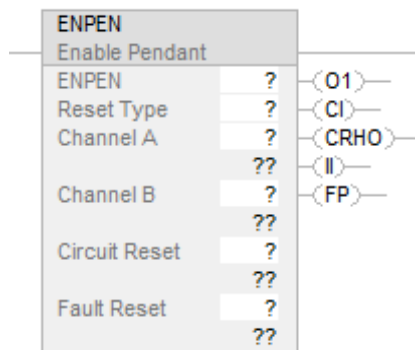 ENPEN
Enable Pendant
ENPEN ? O1
Reset Type ? CI
Channel A ? CRHO
?? II
Channel B ? FP
??
Circuit Reset ?
??
Fault Reset ?
??